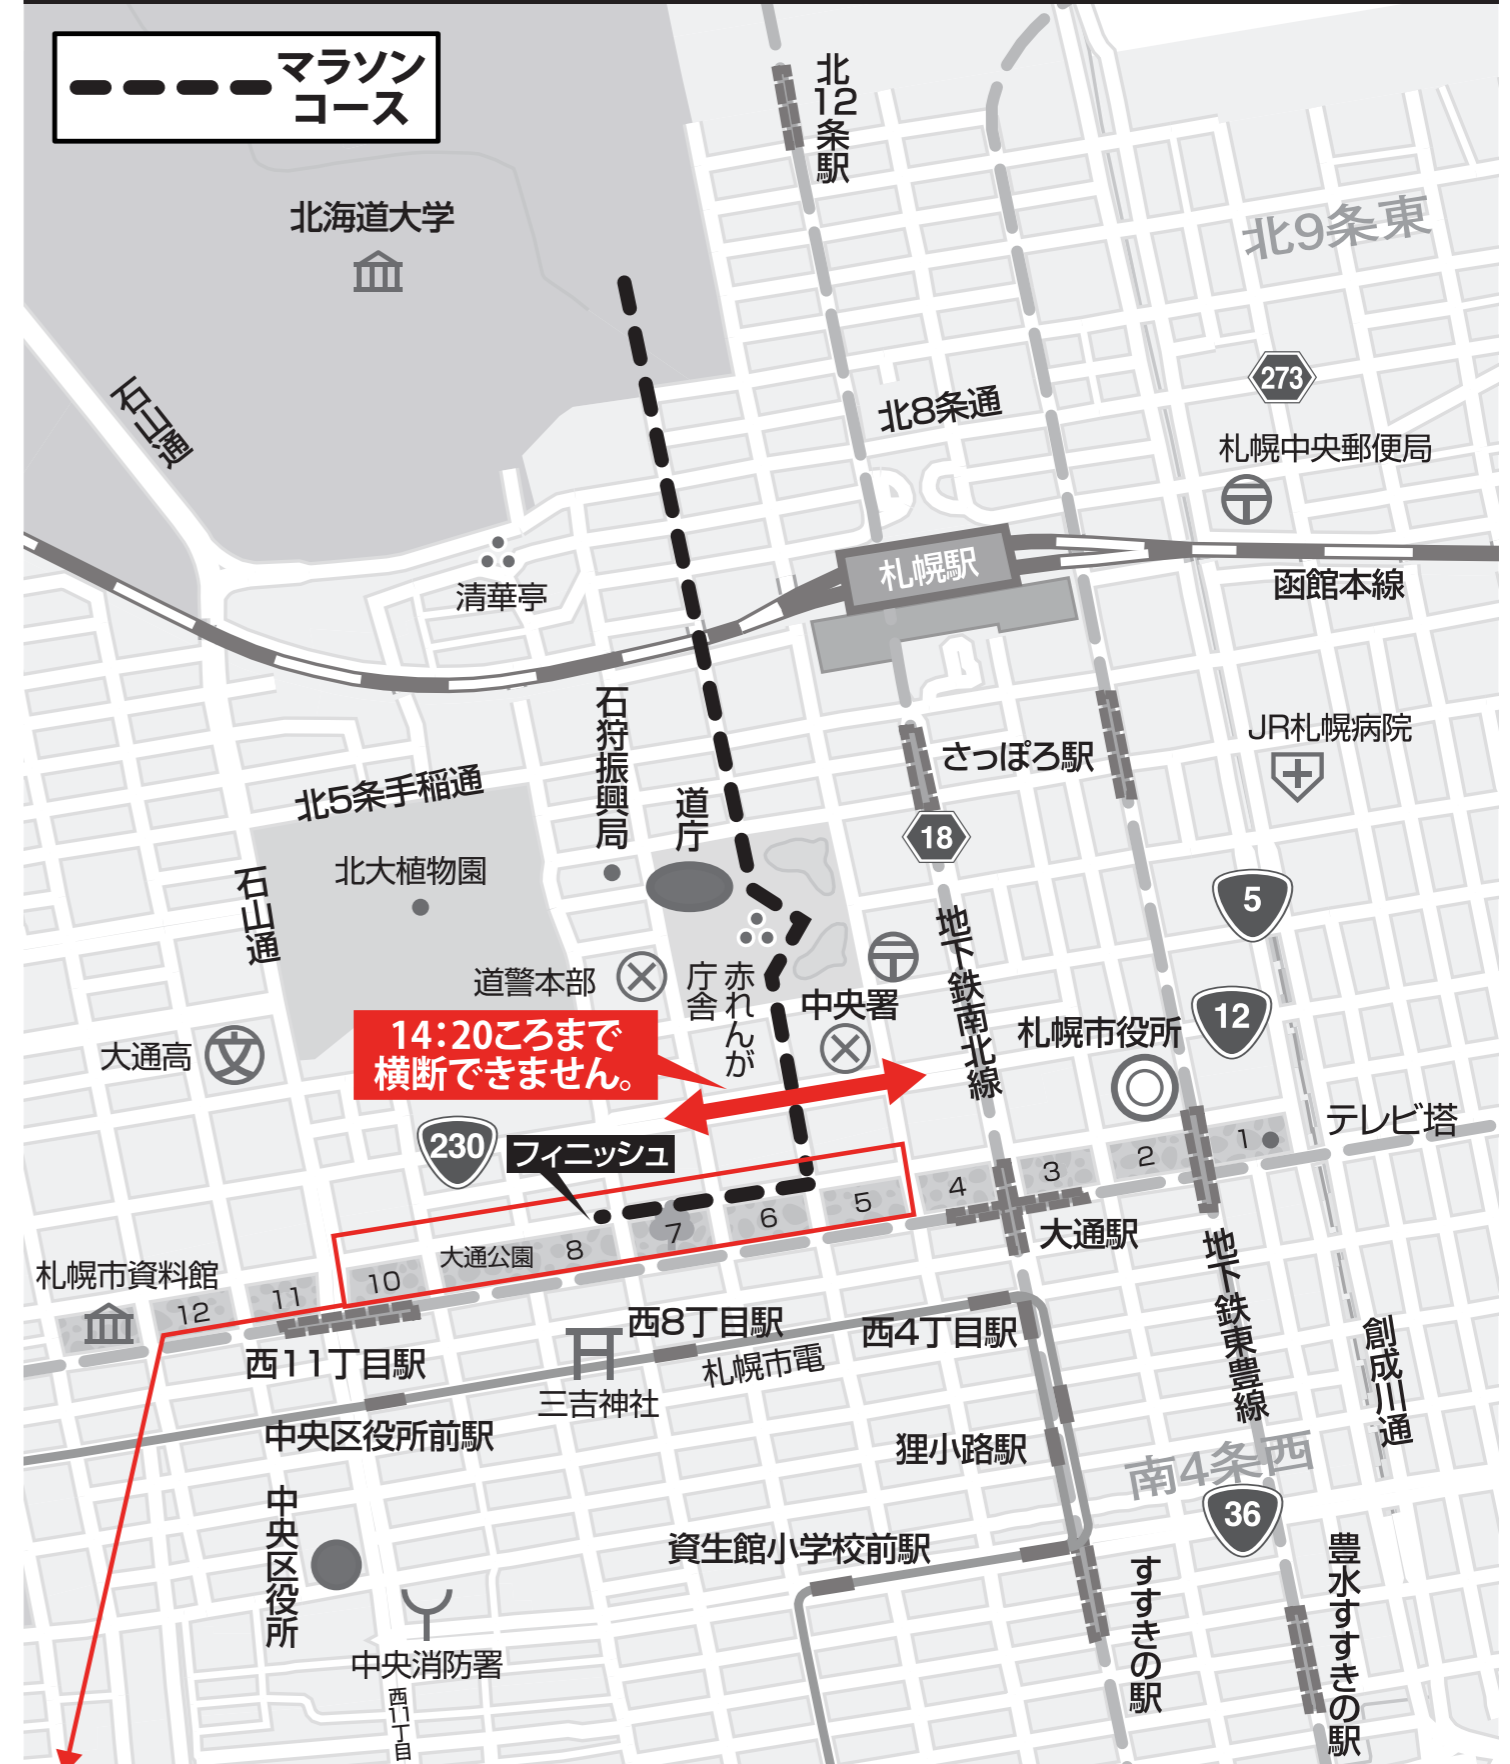 マラソン
コース
北12条駅
北海道大学
北9条東
石山通
273
北8条通
札幌中央郵便局
札幌駅
函館本線
清華亭
石狩振興局
道庁
さっぽろ駅
JR札幌病院
北5条手稲通
18
北大植物園
石山通
5
地下鉄南北線
道警本部
赤れんが
庁舎
中央署
12
札幌市役所
14:20ころまで
横断できません。
大通高
230
フィニッシュ
テレビ塔
1
2
3
4
5
6
7
8
大通公園
10
11
12
大通駅
札幌市資料館
地下鉄東豊線
西8丁目駅
西4丁目駅
西11丁目駅
札幌市電
三吉神社
創成川通
中央区役所前駅
狸小路駅
南4条西
36
中央区役所
資生館小学校前駅
すすきの駅
豊水すすきの駅
中央消防署
西11丁目